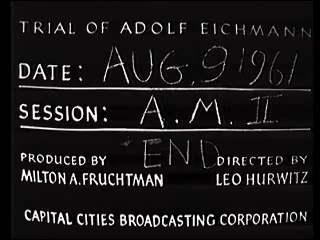 TRIAL OF ADOLF EICHMANN
DATE: AUG. 9 1961
SESSION: A.M. II
END
PRODUCED BY DIRECTED BY
MILTON A. FRUCHTMAN LEO HURWITZ
CAPITAL CITIES BROADCASTING CORPORATION